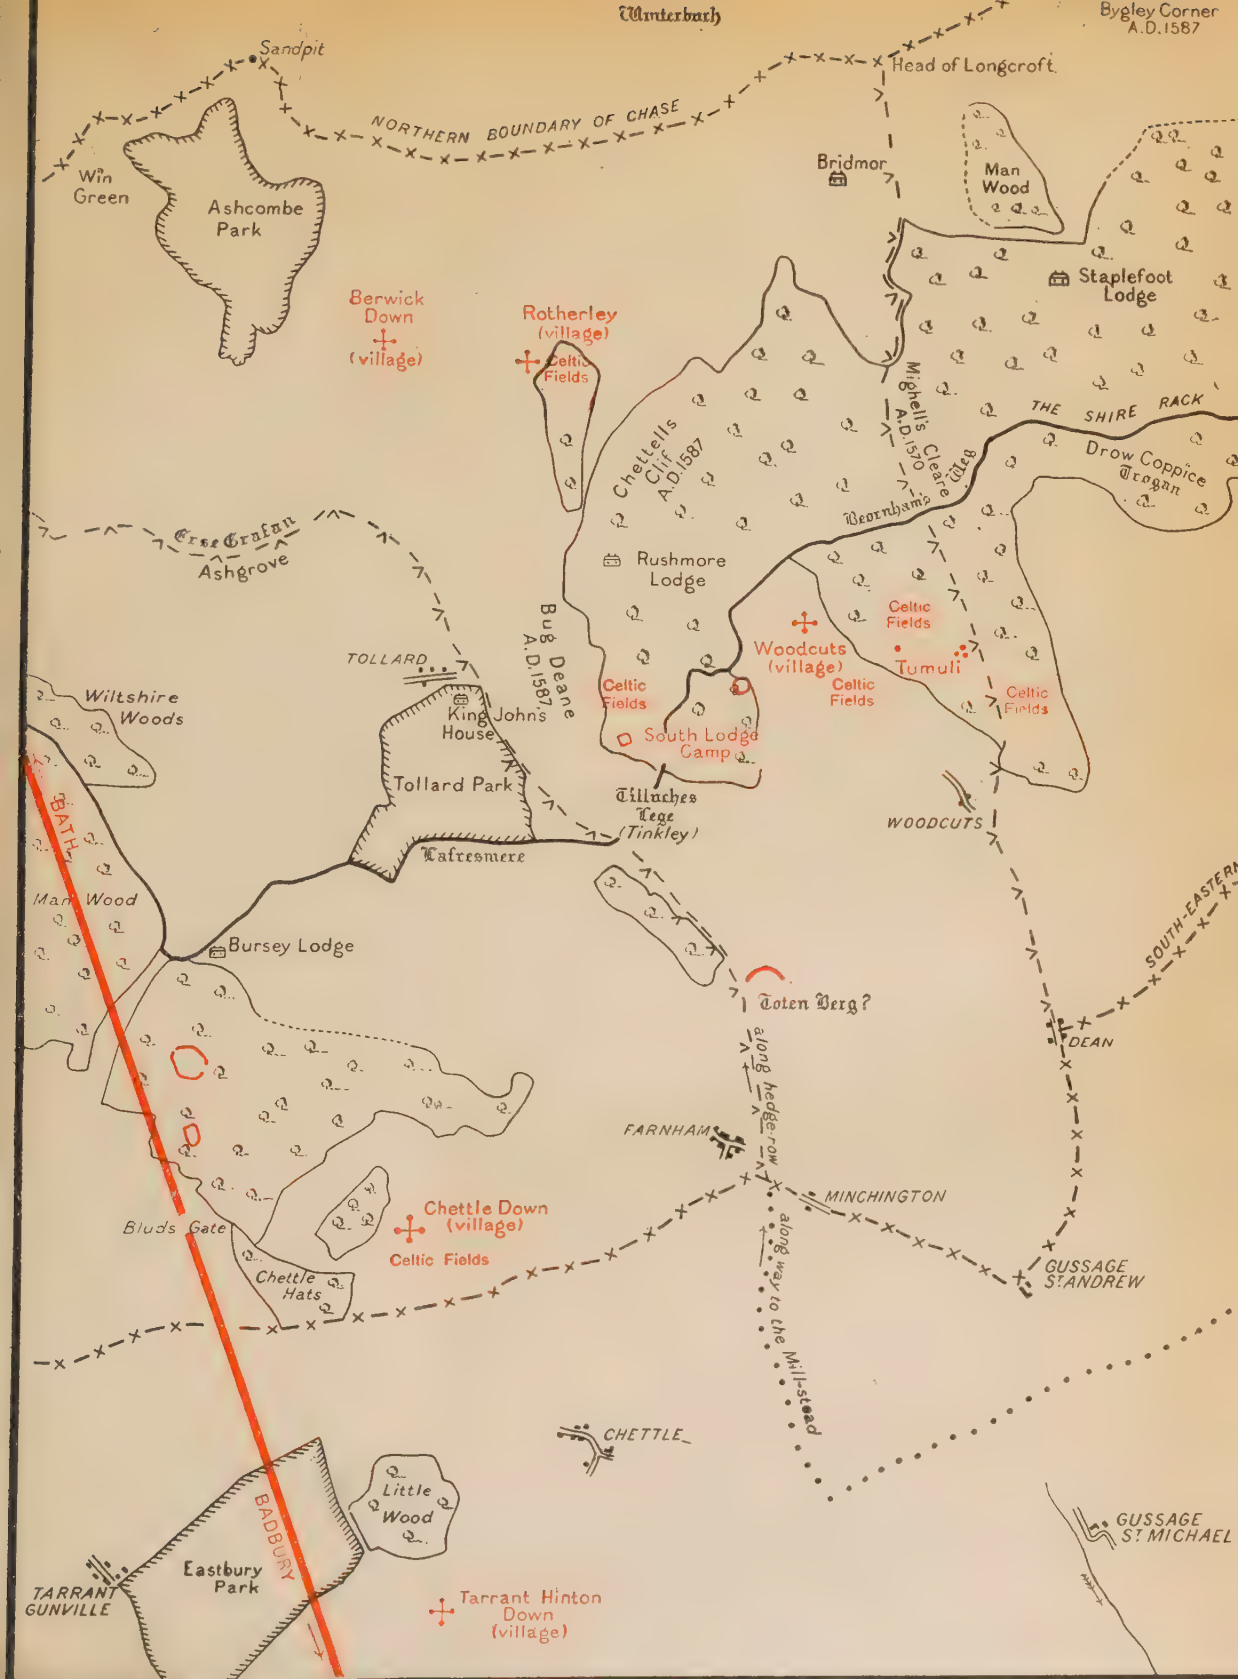 Winterbuch
Bygley Corner
A.D.1587
Sandpit
Head of Longcroft.
NORTHERN BOUNDARY OF CHASE
Win
Green
Ashcombe
Park
Bridmor
Man
Wood
Staplefoot
Lodge
Berwick
Down
(village)
Rotherley
(village)
Celtic
Fields
Chettells
Clif
A.D.1587
Mighell's Cleare
A.D.1570
THE SHIRE RACK
Drow Coppice
Trogan
Beornham's Weg
Erse Grafan
Ashgrove
Rushmore
Lodge
Bug Deane
A.D.1587.
Celtic
Fields
Tumuli
Woodcuts
(village)
Celtic
Fields
Celtic
Fields
Celtic
Fields
South Lodge
Camp
TOLLARD
King John's
House
Tollard Park
Wiltshire
Woods
BATH
Tilluches
Lege
(Tinkley)
WOODCUTS
Lafresmere
Man Wood
Bursey Lodge
SOUTH-EASTERN
Toten Berg?
DEAN
along hedge-row
FARNHAM
MINCHINGTON
Chettle Down
(village)
Celtic Fields
Bluds Gate
Chettle
Hats
along way to the Mill-stead
GUSSAGE
ST. ANDREW
CHETTLE
Little
Wood
BADBURY
Eastbury
Park
TARRANT
GUNVILLE
Tarrant Hinton
Down
(village)
GUSSAGE
ST. MICHAEL